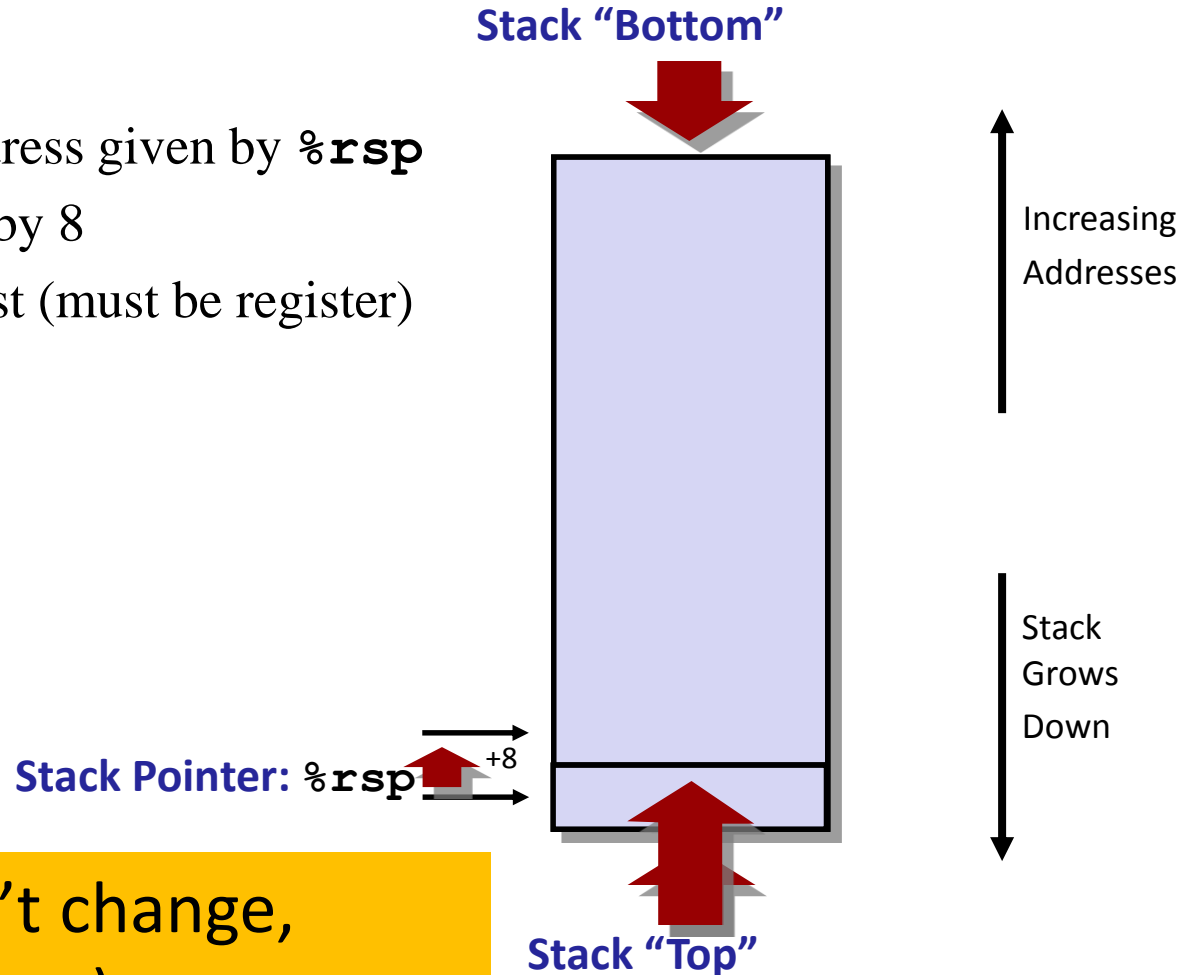 Stack “Bottom”
ress given by %rsp
by 8
st (must be register)
Increasing
Addresses
Stack
Grows
Down
+8
Stack Pointer: %rsp
’t change,
Stack “Top”